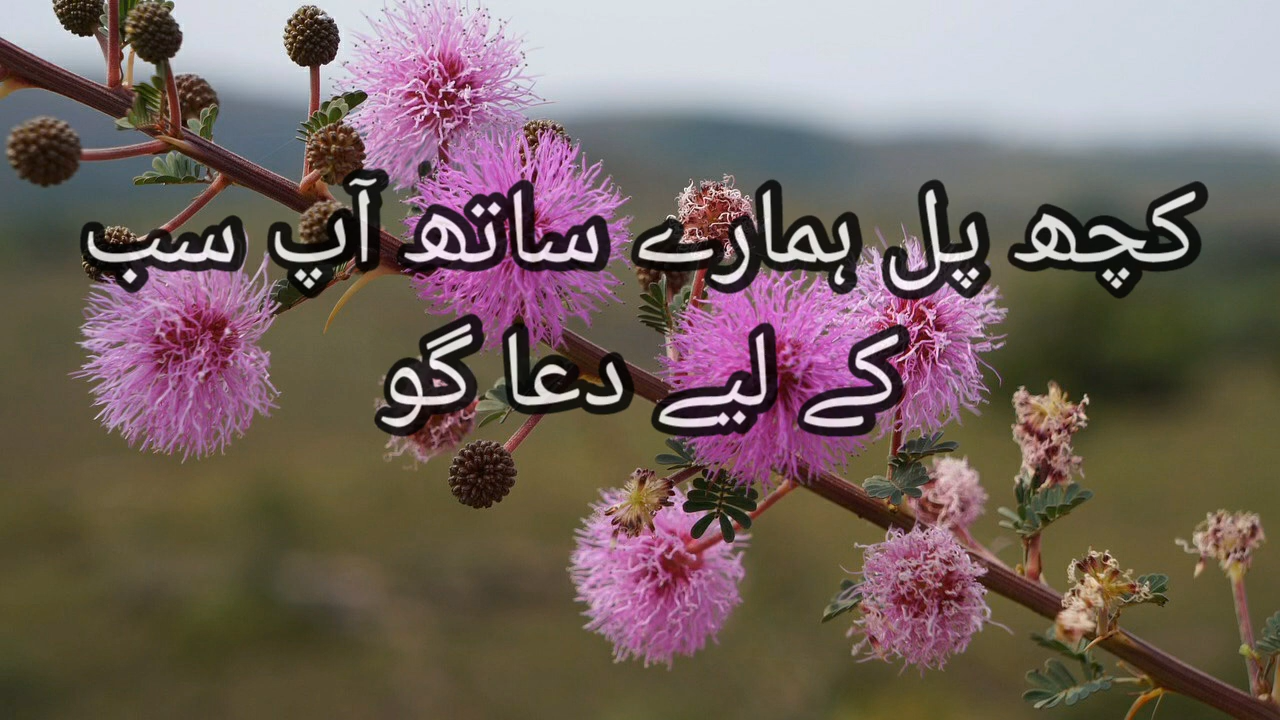 کچھ پل ہمارے ساتھ آپ سب
کے لیے دعا گو